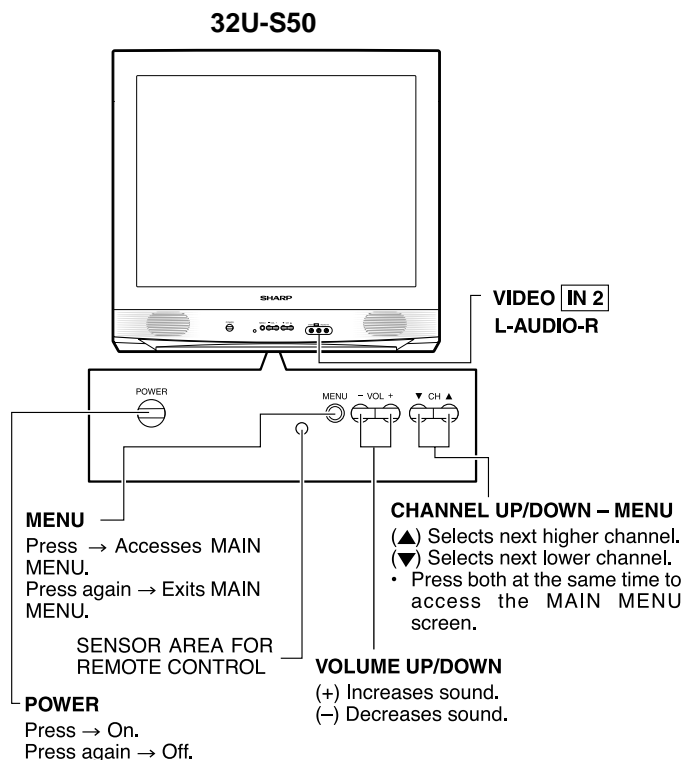 32U-S50
SHARP
VIDEO IN 2
L-AUDIO-R
POWER
MENU – VOL + ▼ CH ▲
MENU
Press → Accesses MAIN
MENU.
Press again → Exits MAIN
MENU.
SENSOR AREA FOR
REMOTE CONTROL
POWER
Press → On.
Press again → Off.
VOLUME UP/DOWN
(+) Increases sound.
(–) Decreases sound.
CHANNEL UP/DOWN – MENU
(▲) Selects next higher channel.
(▼) Selects next lower channel.
• Press both at the same time to
access the MAIN MENU
screen.